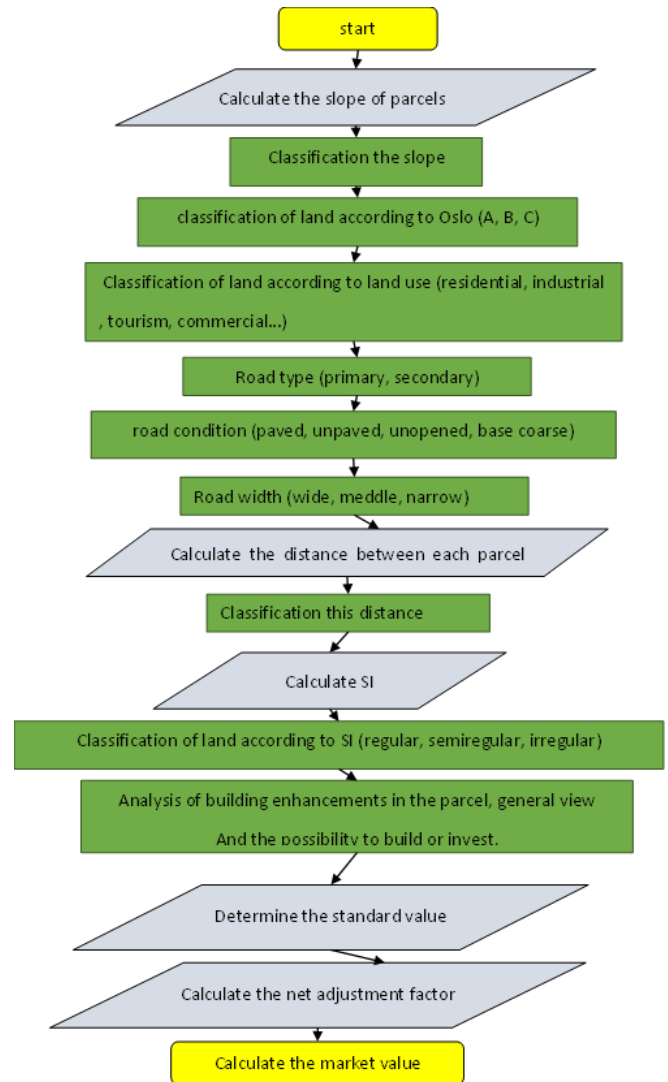 start
Calculate the slope of parcels
Classification the slope
classification of land according to Oslo (A, B, C)
Classification of land according to land use (residential, industrial
, tourism, commercial...)
Road type (primary, secondary)
road condition (paved, unpaved, unopened, base coarse)
Road width (wide, meddle, narrow)
Calculate the distance between each parcel
Classification this distance
Calculate SI
Classification of land according to SI (regular, semiregular, irregular)
Analysis of building enhancements in the parcel, general view
And the possibility to build or invest.
Determine the standard value
Calculate the net adjustment factor
Calculate the market value